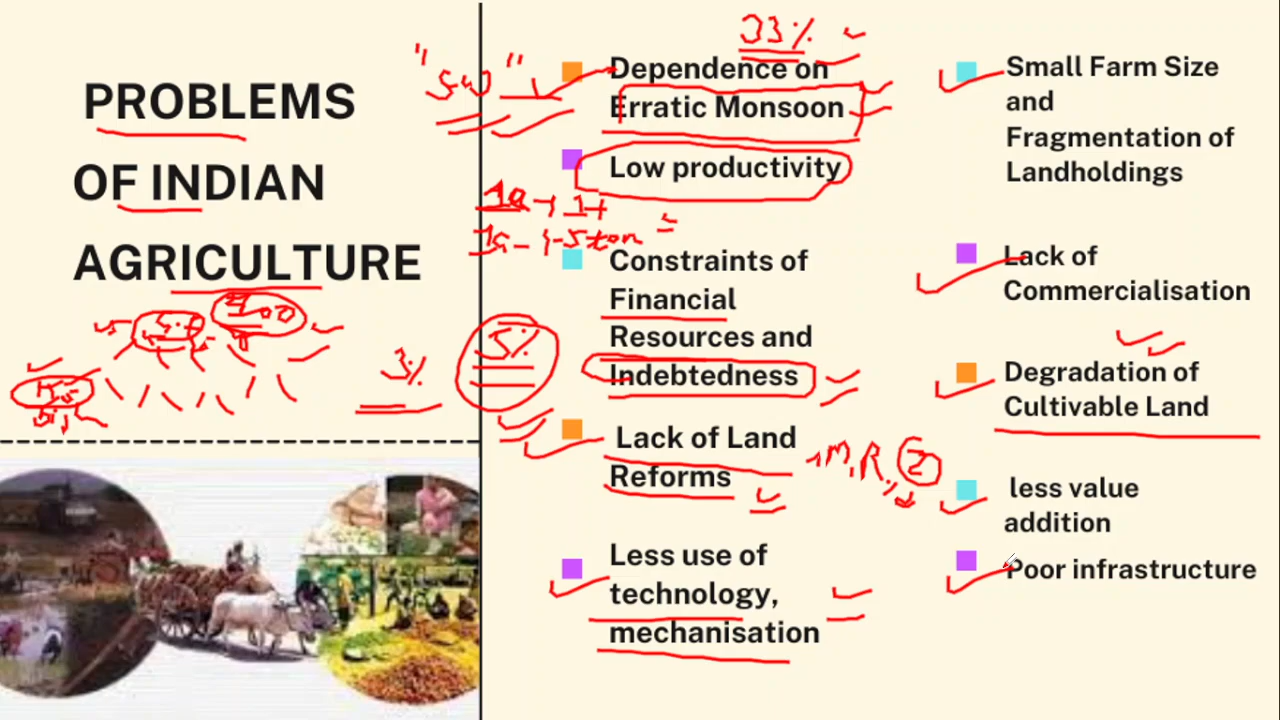 PROBLEMS
OF INDIAN
AGRICULTURE
33%
Dependence on
Erratic Monsoon
Low productivity
Constraints of
Financial
Resources and
Indebtedness
3%
5%
Lack of Land
Reforms
M, R, Z
Less use of
technology,
mechanisation
Small Farm Size
and
Fragmentation of
Landholdings
Lack of
Commercialisation
Degradation of
Cultivable Land
less value
addition
Poor infrastructure